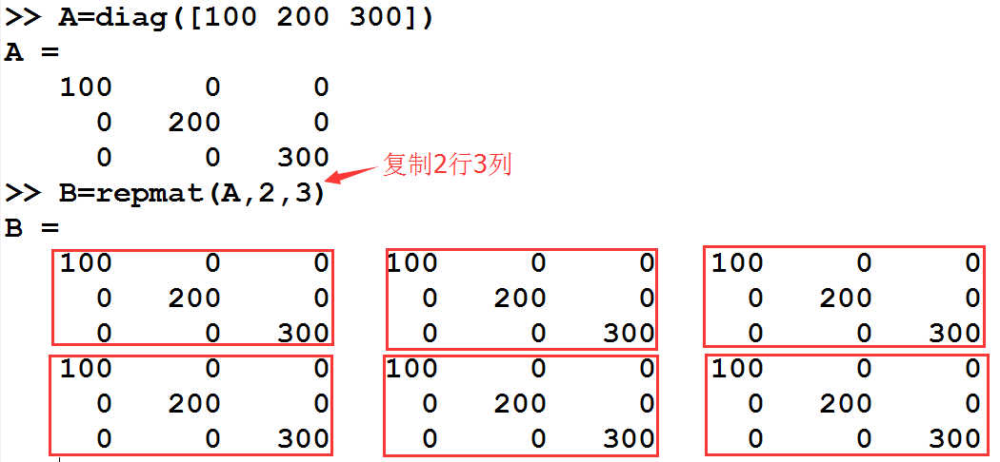 >> A=diag([100 200 300])
A =
100 0 0
0 200 0
0 0 300
复制2行3列
>> B=repmat(A,2,3)
B =
100 0 0 100 0 0 100 0 0
0 200 0 0 200 0 0 200 0
0 0 300 0 0 300 0 0 300
100 0 0 100 0 0 100 0 0
0 200 0 0 200 0 0 200 0
0 0 300 0 0 300 0 0 300